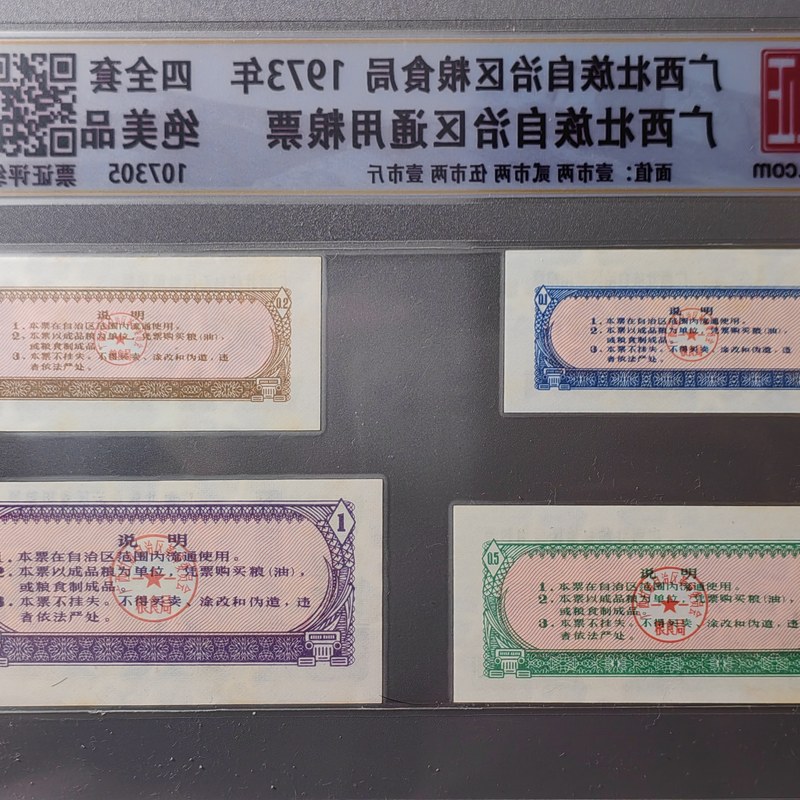 广西壮族自治区粮食局 1973年 四全套
广西壮族自治区通用粮票 绝美品
面值：壹市两 贰市两 伍市两 壹市斤 107305 票证评级
证
.com
0.2
说 明
1、本票在自治区范围内流通使用。
2、本票以成品粮为单位，凭票购买粮(油)，
或粮食制成品
3、本票不挂失。不得买卖、涂改和伪造，违
者依法严处。
0.1
说 明
1、本票在自治区范围内流通使用。
2、本票以成品粮为单位，凭票购买粮(油)，
或粮食制成品
3、本票不挂失。不得买卖、涂改和伪造，违
者依法严处。
1
说 明
1、本票在自治区范围内流通使用。
2、本票以成品粮为单位，凭票购买粮(油)，
或粮食制成品
3、本票不挂失。不得买卖、涂改和伪造，违
者依法严处。
粮食局
0.5
说 明
1、本票在自治区范围内流通使用。
2、本票以成品粮为单位，凭票购买粮(油)，
或粮食制成品
3、本票不挂失。不得买卖、涂改和伪造，违
者依法严处。
粮食局